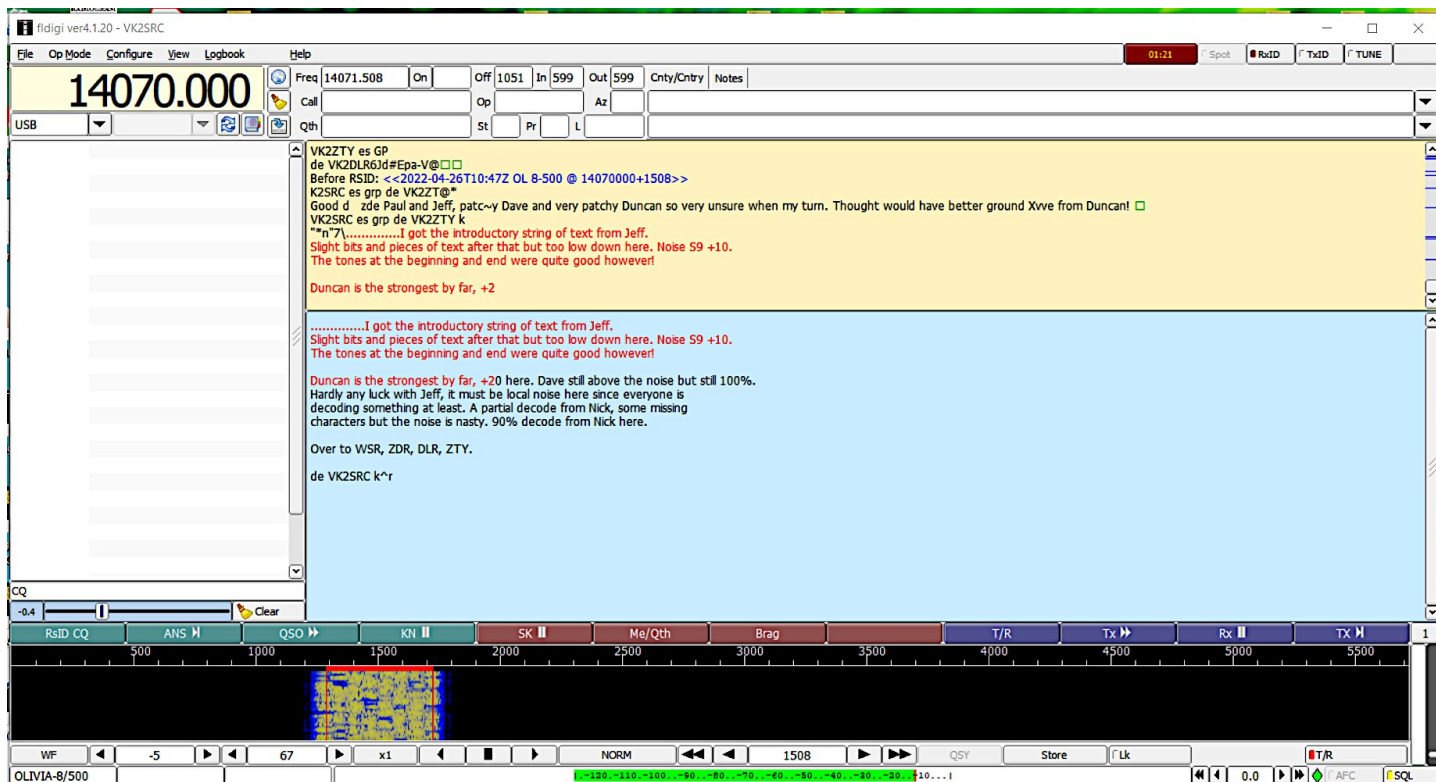 fldigi ver4.1.20 - VK2SRC
File Op Mode Configure View Logbook Help
01:21 Spot RxID TxID TUNE
14070.000
Freq 14071.508 On Off 1051 In 599 Out 599 Cnty/Cntry Notes
Call Op Az
USB
Qth St Pr L
VK2ZTY es GP
de VK2DLR6Jd#Epa-V@□□
Before RSID: <<2022-04-26T10:47Z OL 8-500 @ 14070000+1508>>
K2SRC es grp de VK2ZT@*
Good d zde Paul and Jeff, patc~y Dave and very patchy Duncan so very unsure when my turn. Thought would have better ground Xvve from Duncan! □
VK2SRC es grp de VK2ZTY k
"*n"7\..............I got the introductory string of text from Jeff.
Slight bits and pieces of text after that but too low down here. Noise S9 +10.
The tones at the beginning and end were quite good however!
Duncan is the strongest by far, +2
..............I got the introductory string of text from Jeff.
Slight bits and pieces of text after that but too low down here. Noise S9 +10.
The tones at the beginning and end were quite good however!
Duncan is the strongest by far, +20 here. Dave still above the noise but still 100%.
Hardly any luck with Jeff, it must be local noise here since everyone is
decoding something at least. A partial decode from Nick, some missing
characters but the noise is nasty. 90% decode from Nick here.
Over to WSR, ZDR, DLR, ZTY.
de VK2SRC k^r
CQ
-0.4 Clear
RsID CQ ANS QSO KN SK Me/Qth Brag T/R Tx Rx TX 1
500 1000 1500 2000 2500 3000 3500 4000 4500 5000 5500
WF -5 67 x1 NORM 1508 QSY Store Lk T/R
OLIVIA-8/500 -120..-110..-100..-90...-80...-70...-60...-50...-40...-30...-20...-10...| 0.0 AFC SQL